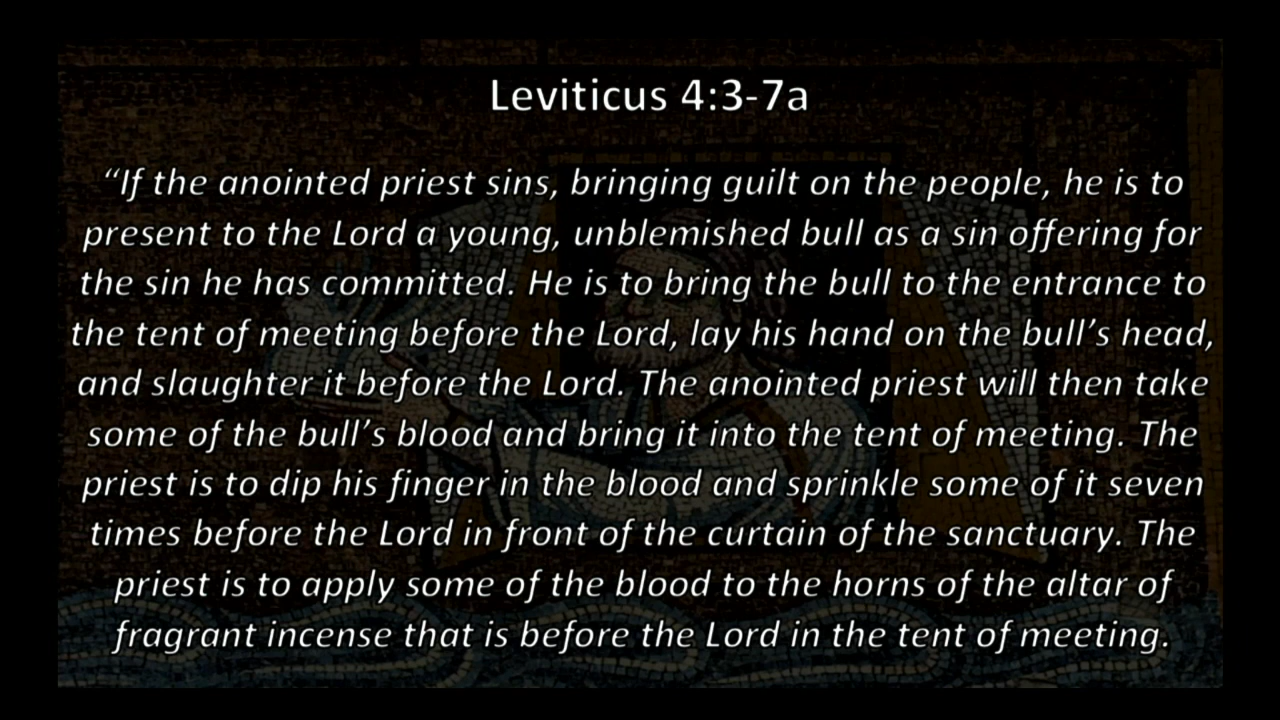 Leviticus 4:3-7a
“If the anointed priest sins, bringing guilt on the people, he is to
present to the Lord a young, unblemished bull as a sin offering for
the sin he has committed. He is to bring the bull to the entrance to
the tent of meeting before the Lord, lay his hand on the bull’s head,
and slaughter it before the Lord. The anointed priest will then take
some of the bull’s blood and bring it into the tent of meeting. The
priest is to dip his finger in the blood and sprinkle some of it seven
times before the Lord in front of the curtain of the sanctuary. The
priest is to apply some of the blood to the horns of the altar of
fragrant incense that is before the Lord in the tent of meeting.